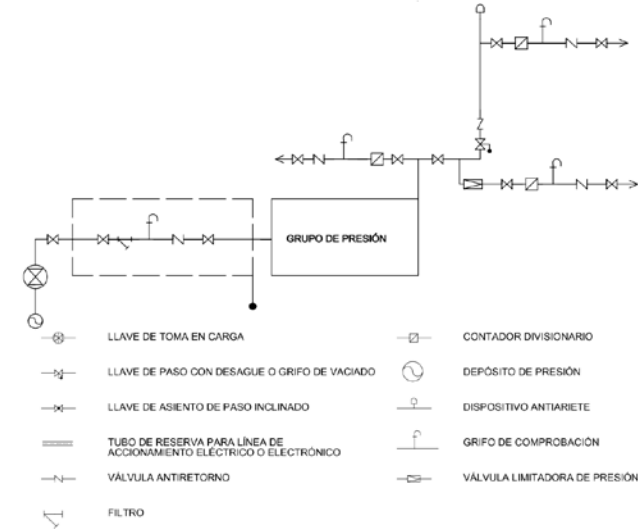 GRUPO DE PRESIÓN
LLAVE DE TOMA EN CARGA
LLAVE DE PASO CON DESAGUE O GRIFO DE VACIADO
LLAVE DE ASIENTO DE PASO INCLINADO
TUBO DE RESERVA PARA LÍNEA DE
ACCIONAMIENTO ELÉCTRICO O ELECTRÓNICO
VÁLVULA ANTIRETORNO
FILTRO
CONTADOR DIVISIONARIO
DEPÓSITO DE PRESIÓN
DISPOSITIVO ANTIARIETE
GRIFO DE COMPROBACIÓN
VÁLVULA LIMITADORA DE PRESIÓN